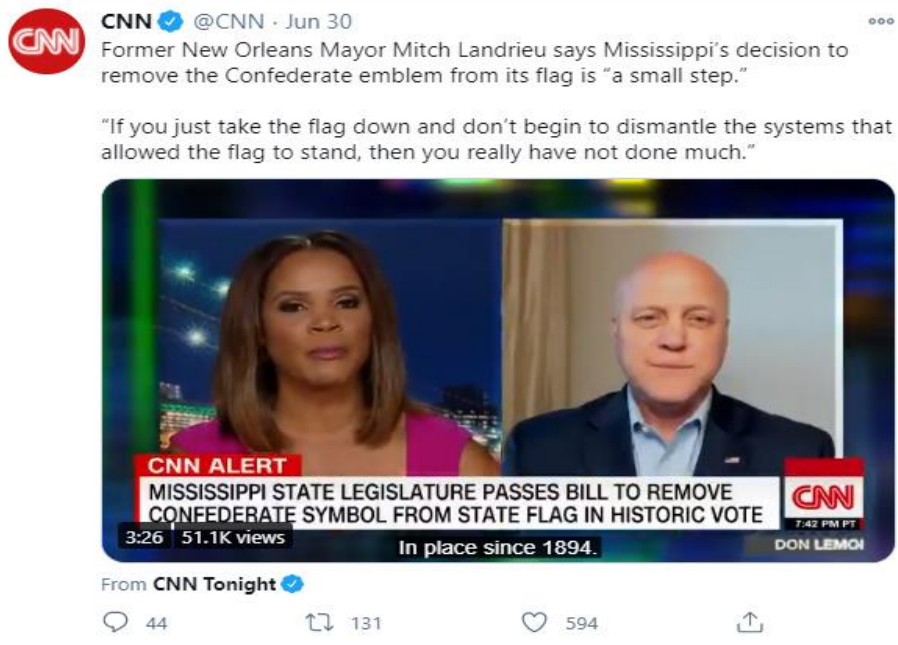 CNN
CNN @CNN · Jun 30
Former New Orleans Mayor Mitch Landrieu says Mississippi's decision to
remove the Confederate emblem from its flag is "a small step."
"If you just take the flag down and don't begin to dismantle the systems that
allowed the flag to stand, then you really have not done much."
CNN ALERT
MISSISSIPPI STATE LEGISLATURE PASSES BILL TO REMOVE
CONFEDERATE SYMBOL FROM STATE FLAG IN HISTORIC VOTE
CNN
7:42 PM PT
3:26 51.1K views
In place since 1894.
DON LEMON
From CNN Tonight
44 131 594